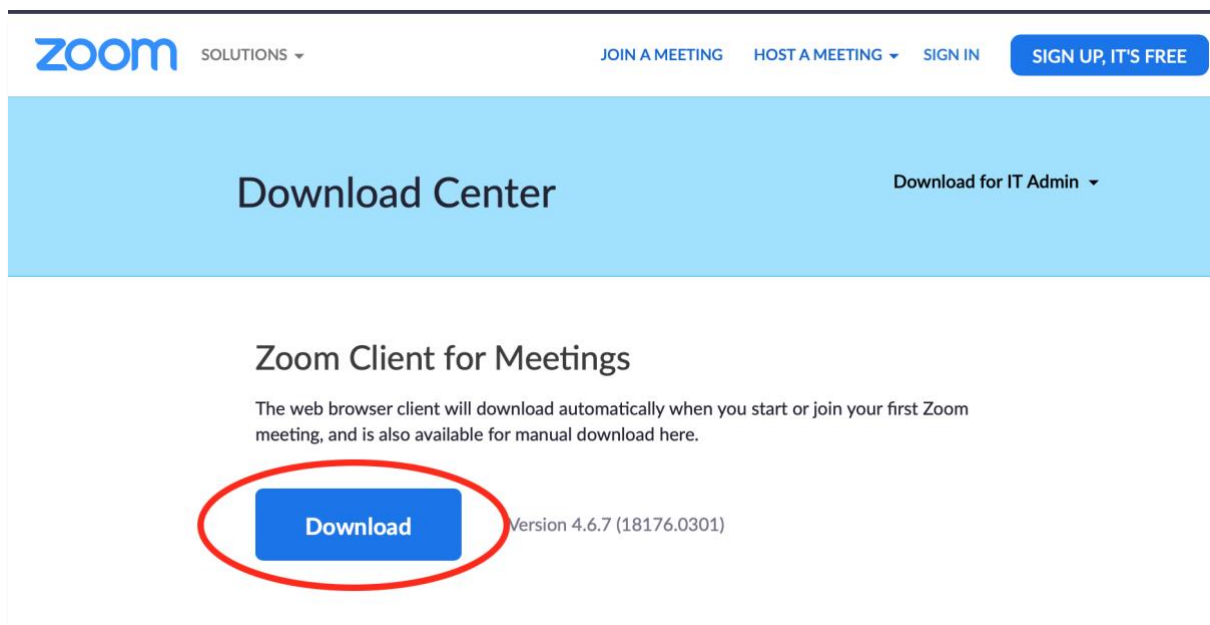 zoom SOLUTIONS JOIN A MEETING HOST A MEETING SIGN IN SIGN UP, IT'S FREE
Download Center Download for IT Admin
Zoom Client for Meetings
The web browser client will download automatically when you start or join your first Zoom
meeting, and is also available for manual download here.
Download Version 4.6.7 (18176.0301)